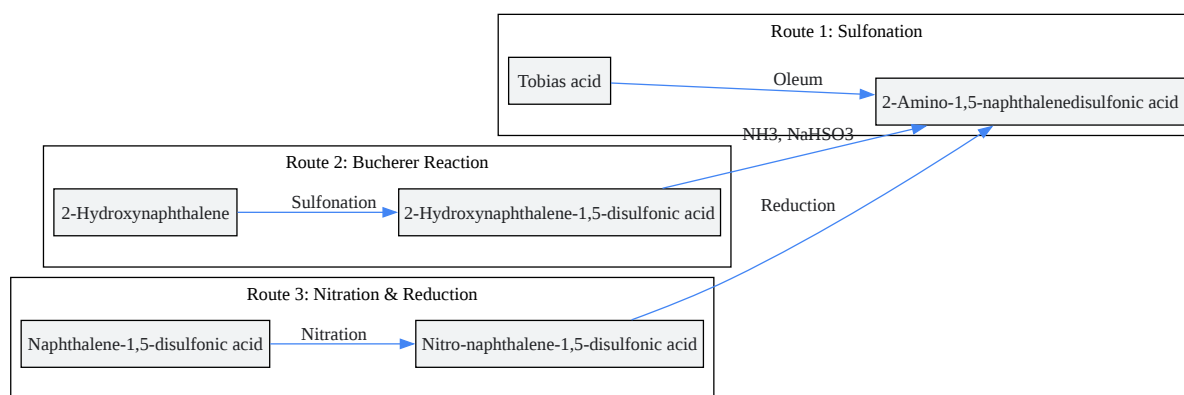 Route 1: Sulfonation
Tobias acid
Oleum
2-Amino-1,5-naphthalenedisulfonic acid
NH3, NaHSO3
Route 2: Bucherer Reaction
2-Hydroxynaphthalene
Sulfonation
2-Hydroxynaphthalene-1,5-disulfonic acid
Reduction
Route 3: Nitration & Reduction
Naphthalene-1,5-disulfonic acid
Nitration
Nitro-naphthalene-1,5-disulfonic acid